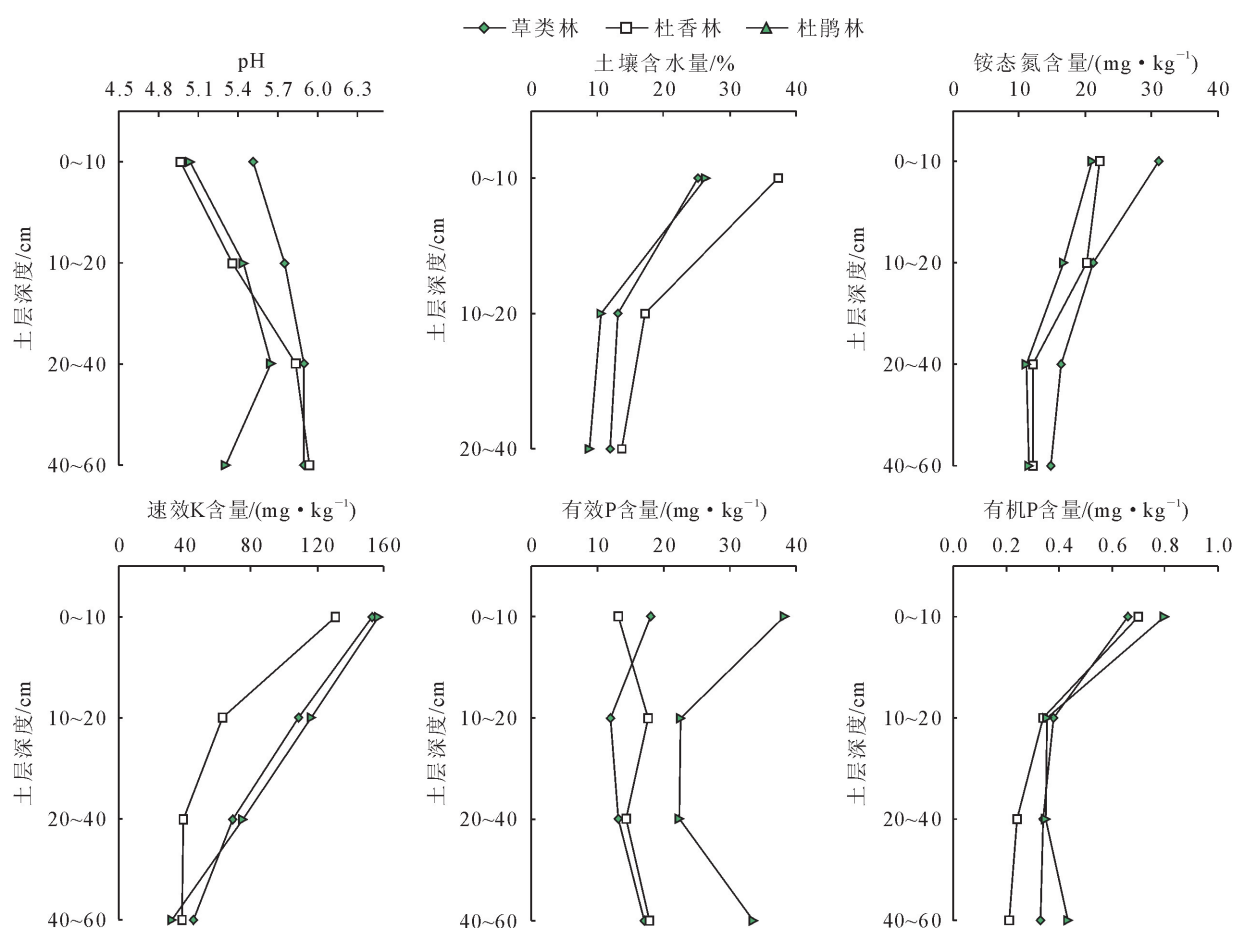 草类林 杜香林 杜鹃林
pH 土壤含水量/% 铵态氮含量/(mg·kg⁻¹)
4.5 4.8 5.1 5.4 5.7 6.0 6.3 0 10 20 30 40 0 10 20 30 40
0~10 0~10 0~10
10~20 10~20 10~20
20~40 20~40 20~40
40~60 40~60
土层深度/cm 土层深度/cm 土层深度/cm
速效K含量/(mg·kg⁻¹) 有效P含量/(mg·kg⁻¹) 有机P含量/(mg·kg⁻¹)
0 40 80 120 160 0 10 20 30 40 0.0 0.2 0.4 0.6 0.8 1.0
0~10 0~10 0~10
10~20 10~20 10~20
20~40 20~40 20~40
40~60 40~60 40~60
土层深度/cm 土层深度/cm 土层深度/cm